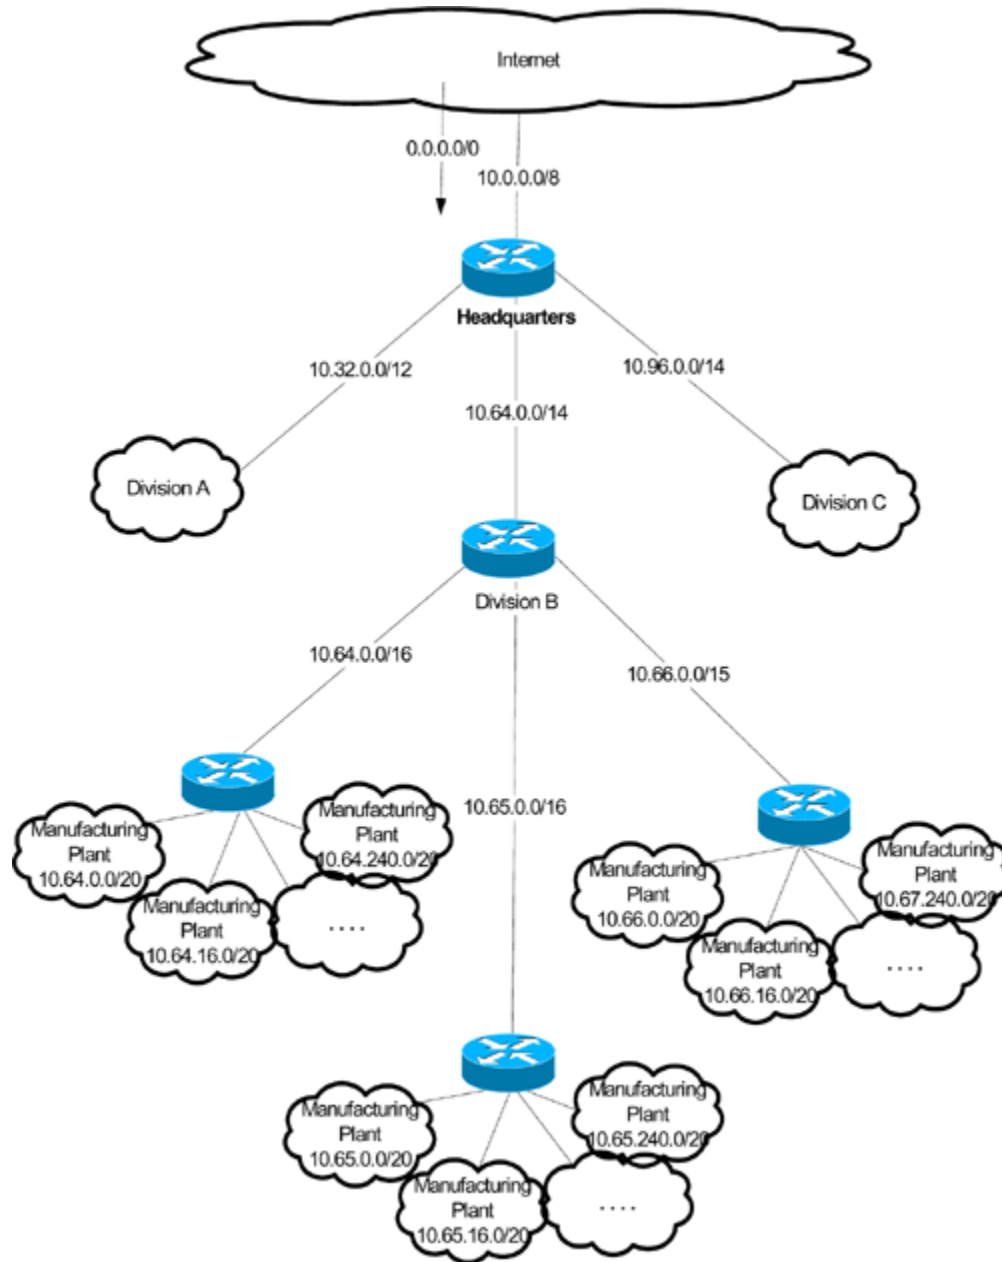 Internet
0.0.0.0/0
10.0.0.0/8
Headquarters
10.32.0.0/12
10.96.0.0/14
10.64.0.0/14
Division A
Division C
Division B
10.64.0.0/16
10.66.0.0/15
10.65.0.0/16
Manufacturing
Plant
10.64.0.0/20
Manufacturing
Plant
10.64.16.0/20
....
Manufacturing
Plant
10.64.240.0/20
Manufacturing
Plant
10.66.0.0/20
Manufacturing
Plant
10.66.16.0/20
....
Manufacturing
Plant
10.67.240.0/20
Manufacturing
Plant
10.65.0.0/20
Manufacturing
Plant
10.65.16.0/20
....
Manufacturing
Plant
10.65.240.0/20